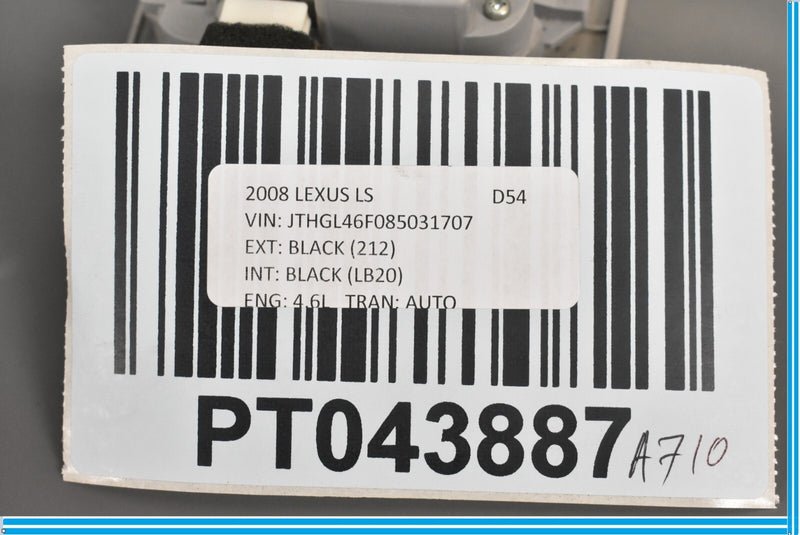 2008 LEXUS LS D54
VIN: JTHGL46F085031707
EXT: BLACK (212)
INT: BLACK (LB20)
ENG: 4.6L TRAN: AUTO
PT043887 A710